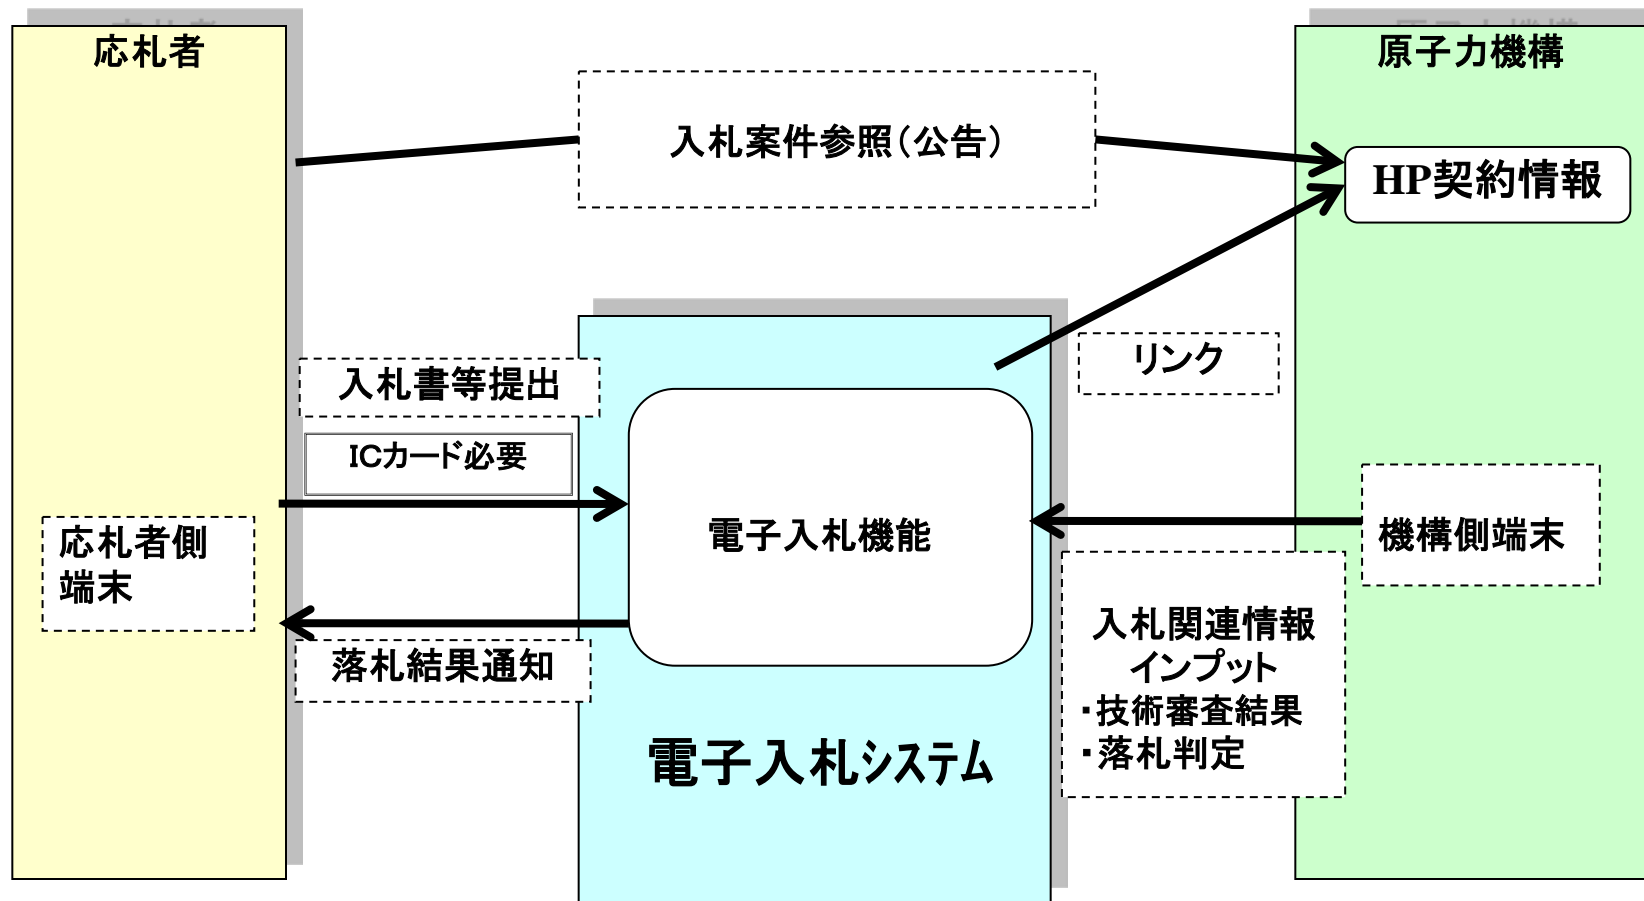 応札者
原子力機構
入札案件参照（公告）
HP契約情報
リンク
入札書等提出
ICカード必要
応札者側
端末
電子入札機能
機構側端末
落札結果通知
入札関連情報
インプット
・技術審査結果
・落札判定
電子入札システム